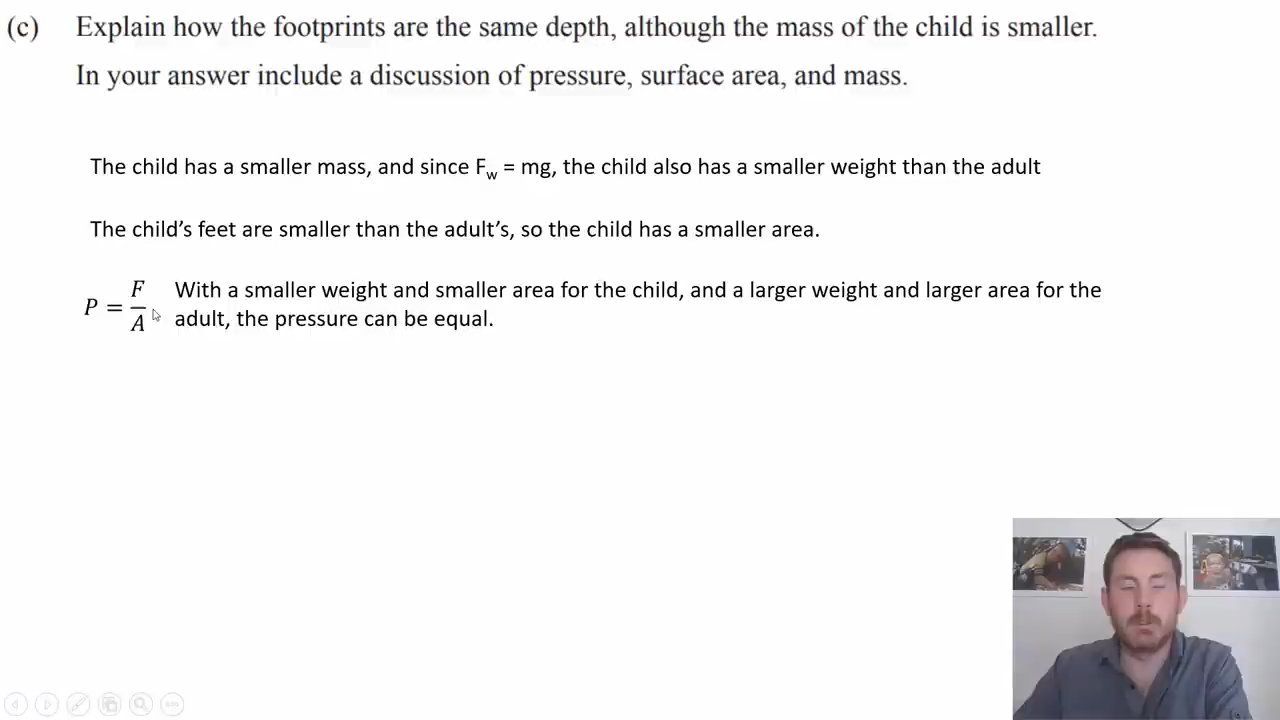 (c) Explain how the footprints are the same depth, although the mass of the child is smaller.
In your answer include a discussion of pressure, surface area, and mass.
The child has a smaller mass, and since Fw = mg, the child also has a smaller weight than the adult
The child’s feet are smaller than the adult’s, so the child has a smaller area.
P = F/A
With a smaller weight and smaller area for the child, and a larger weight and larger area for the
adult, the pressure can be equal.